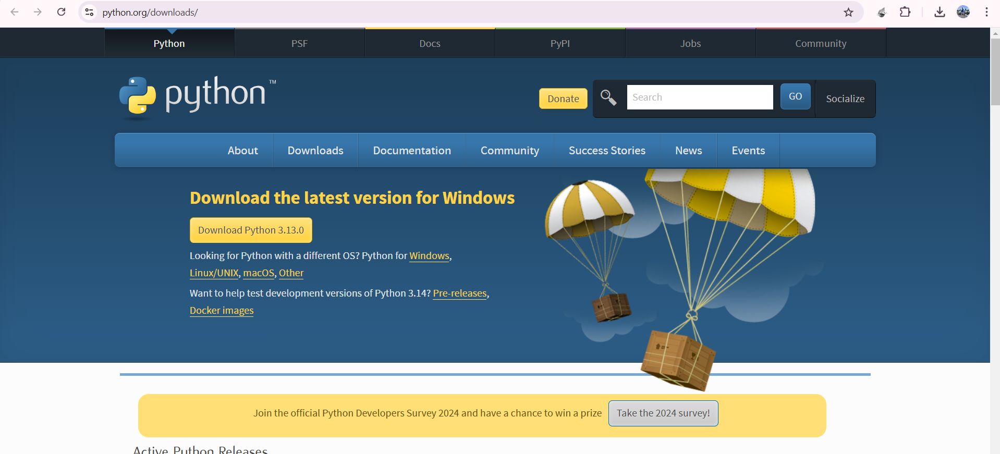 python.org/downloads/
Python PSF Docs PyPI Jobs Community
python™
Donate Search GO Socialize
About Downloads Documentation Community Success Stories News Events
Download the latest version for Windows
Download Python 3.13.0
Looking for Python with a different OS? Python for Windows,
Linux/UNIX, macOS, Other
Want to help test development versions of Python 3.14? Pre-releases,
Docker images
Join the official Python Developers Survey 2024 and have a chance to win a prize Take the 2024 survey!
Active Python Releases